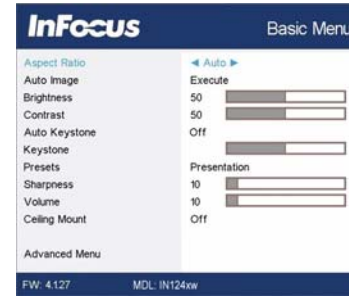 InFocus Basic Menu
Aspect Ratio ◄ Auto ►
Auto Image Execute
Brightness 50
Contrast 50
Auto Keystone Off
Keystone
Presets Presentation
Sharpness 10
Volume 10
Ceiling Mount Off
Advanced Menu
FW: 4.127 MDL: IN124xw